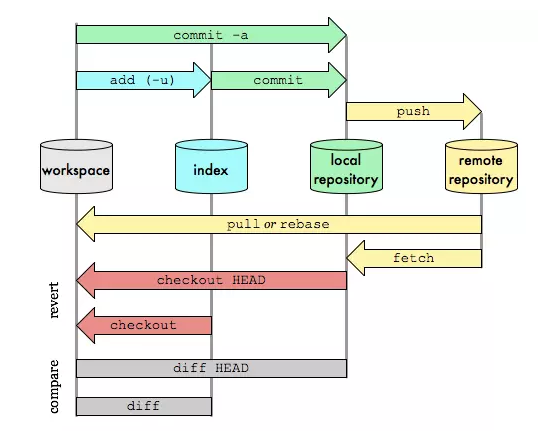 commit -a
add (-u)
commit
push
workspace
index
local
repository
remote
repository
pull or rebase
fetch
revert
checkout HEAD
checkout
compare
diff HEAD
diff